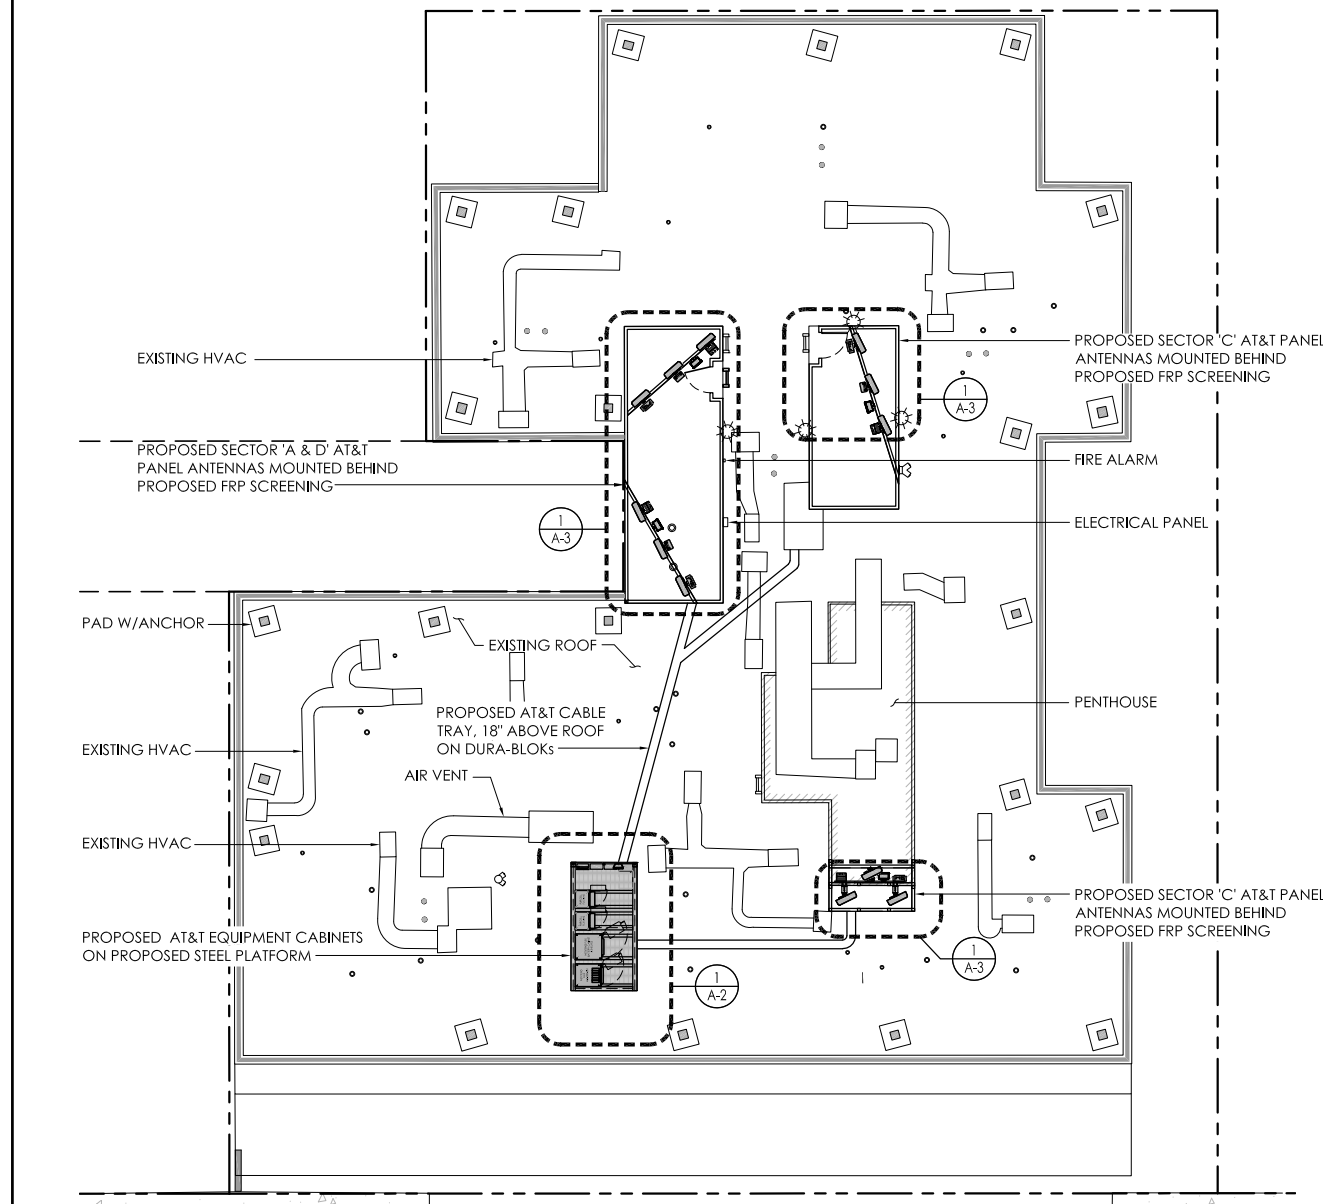 EXISTING HVAC
PROPOSED SECTOR 'C' AT&T PANEL
ANTENNAS MOUNTED BEHIND
PROPOSED FRP SCREENING
1
A-3
PROPOSED SECTOR 'A & D' AT&T
PANEL ANTENNAS MOUNTED BEHIND
PROPOSED FRP SCREENING
FIRE ALARM
1
A-3
ELECTRICAL PANEL
PAD W/ANCHOR
EXISTING ROOF
PENTHOUSE
PROPOSED AT&T CABLE
TRAY, 18" ABOVE ROOF
ON DURA-BLOKs
EXISTING HVAC
AIR VENT
EXISTING HVAC
PROPOSED SECTOR 'C' AT&T PANEL
ANTENNAS MOUNTED BEHIND
PROPOSED FRP SCREENING
PROPOSED AT&T EQUIPMENT CABINETS
ON PROPOSED STEEL PLATFORM
1
A-3
1
A-2